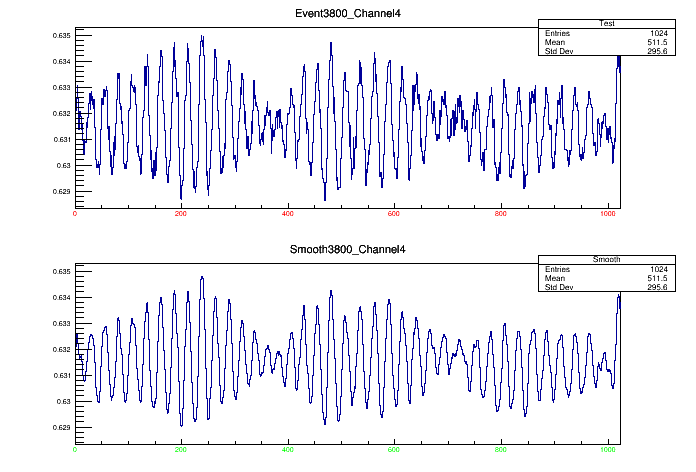 Event3800_Channel4
Test
Entries 1024
Mean 511.5
Std Dev 295.6
0.635
0.634
0.633
0.632
0.631
0.63
0.629
0 200 400 600 800 1000
Smooth3800_Channel4
Smooth
Entries 1024
Mean 511.5
Std Dev 295.6
0.635
0.634
0.633
0.632
0.631
0.63
0.629
0 200 400 600 800 1000